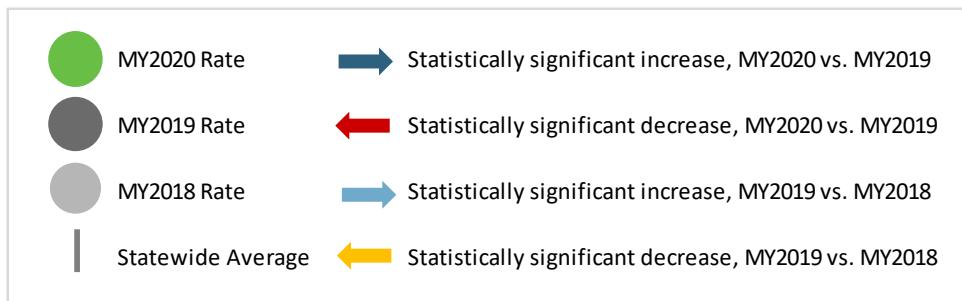 MY2020 Rate Statistically significant increase, MY2020 vs. MY2019
MY2019 Rate Statistically significant decrease, MY2020 vs. MY2019
MY2018 Rate Statistically significant increase, MY2019 vs. MY2018
Statewide Average Statistically significant decrease, MY2019 vs. MY2018